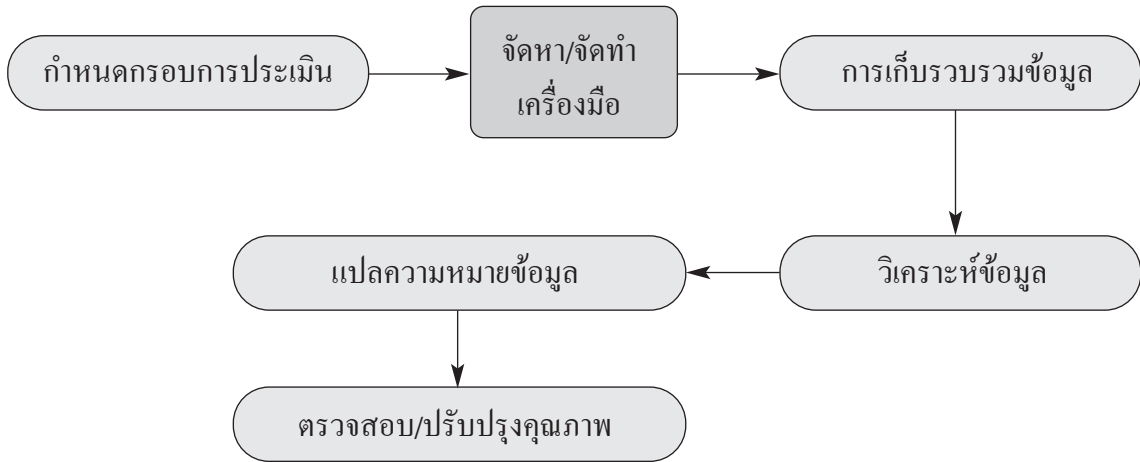 กำหนดกรอบการประเมิน
จัดหา/จัดทำ
เครื่องมือ
การเก็บรวบรวมข้อมูล
วิเคราะห์ข้อมูล
แปลความหมายข้อมูล
ตรวจสอบ/ปรับปรุงคุณภาพ